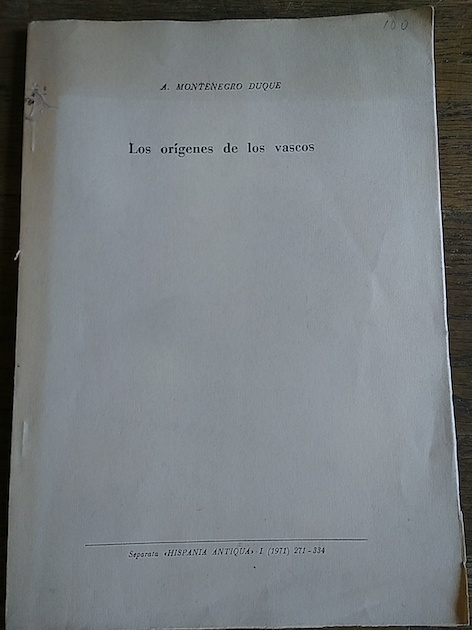 100
A. MONTENEGRO DUQUE
Los orígenes de los vascos
Separata «HISPANIA ANTIQUA» I (1971) 271-334